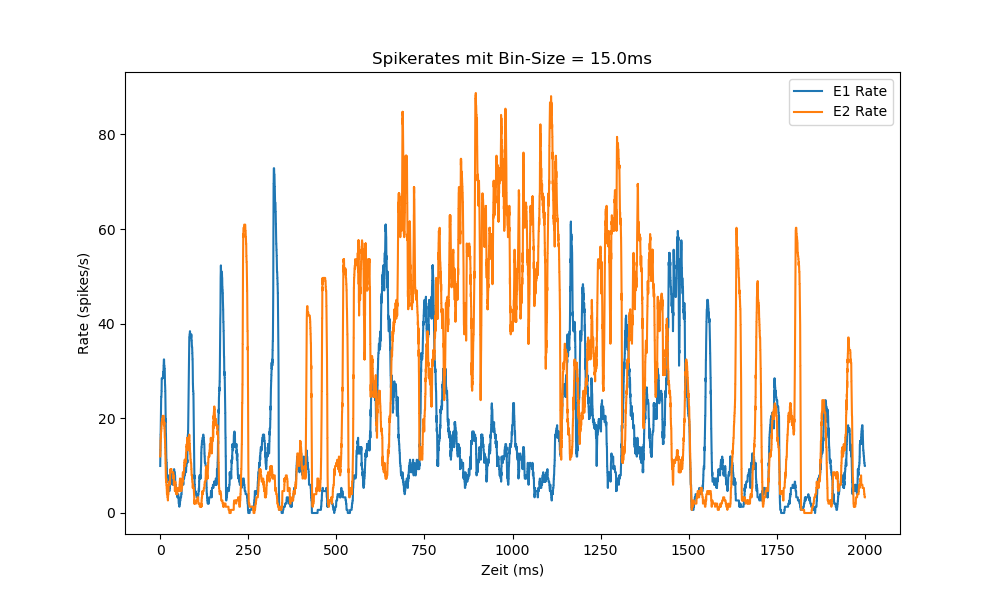 Spikerates mit Bin-Size = 15.0ms
E1 Rate
E2 Rate
Rate (spikes/s)
80
60
40
20
0
0 250 500 750 1000 1250 1500 1750 2000
Zeit (ms)